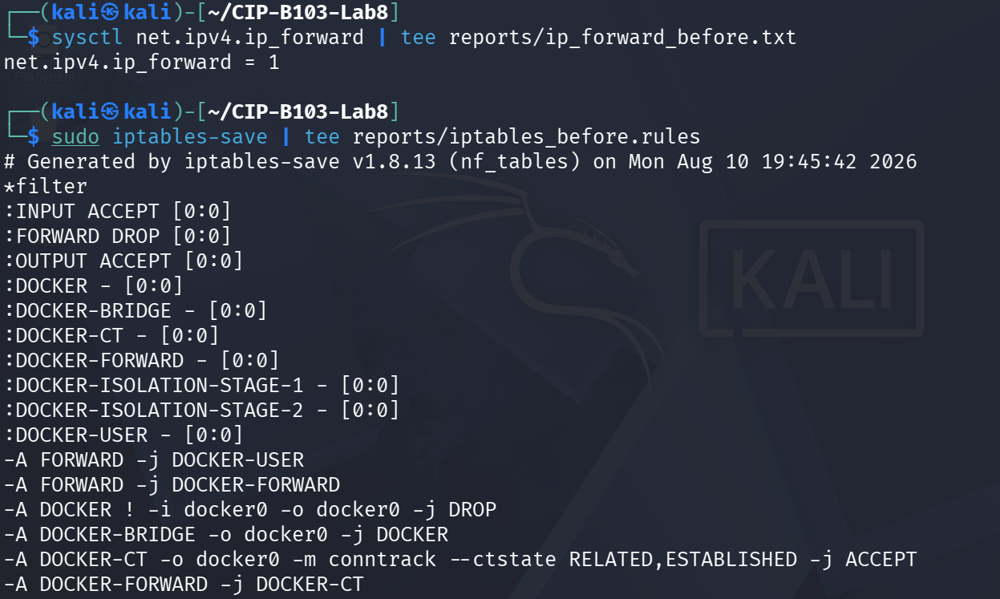 ┌──(kali㉿kali)-[~/CIP-B103-Lab8]
└─$ sysctl net.ipv4.ip_forward | tee reports/ip_forward_before.txt
net.ipv4.ip_forward = 1
File System
┌──(kali㉿kali)-[~/CIP-B103-Lab8]
└─$ sudo iptables-save | tee reports/iptables_before.rules
# Generated by iptables-save v1.8.13 (nf_tables) on Mon Aug 10 19:45:42 2026
*filter
:INPUT ACCEPT [0:0]
:FORWARD DROP [0:0]
:OUTPUT ACCEPT [0:0]
:DOCKER - [0:0]
:DOCKER-BRIDGE - [0:0]
:DOCKER-CT - [0:0]
:DOCKER-FORWARD - [0:0]
:DOCKER-ISOLATION-STAGE-1 - [0:0]
:DOCKER-ISOLATION-STAGE-2 - [0:0]
:DOCKER-USER - [0:0]
-A FORWARD -j DOCKER-USER
-A FORWARD -j DOCKER-FORWARD
-A DOCKER ! -i docker0 -o docker0 -j DROP
-A DOCKER-BRIDGE -o docker0 -j DOCKER
-A DOCKER-CT -o docker0 -m conntrack --ctstate RELATED,ESTABLISHED -j ACCEPT
-A DOCKER-FORWARD -j DOCKER-CT
KALI